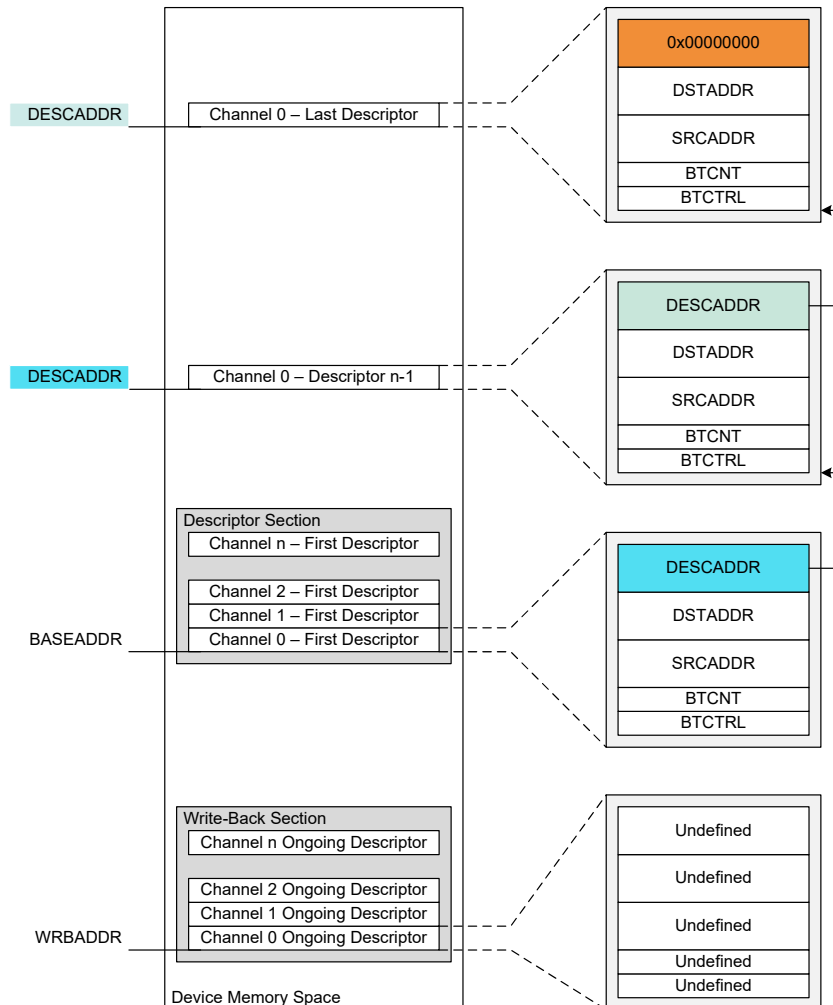 0x00000000
DSTADDR
DESCADDR
Channel 0 – Last Descriptor
SRCADDR
BTCNT
BTCTRL
DESCADDR
DSTADDR
DESCADDR
Channel 0 – Descriptor n-1
SRCADDR
BTCNT
BTCTRL
Descriptor Section
Channel n – First Descriptor
Channel 2 – First Descriptor
Channel 1 – First Descriptor
BASEADDR
Channel 0 – First Descriptor
DESCADDR
DSTADDR
SRCADDR
BTCNT
BTCTRL
Write-Back Section
Channel n Ongoing Descriptor
Channel 2 Ongoing Descriptor
Channel 1 Ongoing Descriptor
WRBADDR
Channel 0 Ongoing Descriptor
Undefined
Undefined
Undefined
Undefined
Undefined
Device Memory Space